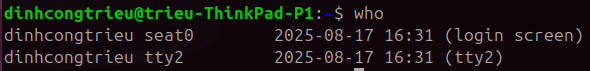 dinhcongtrieu@trieu-ThinkPad-P1:~$ who
dinhcongtrieu seat0        2025-08-17 16:31 (login screen)
dinhcongtrieu tty2         2025-08-17 16:31 (tty2)